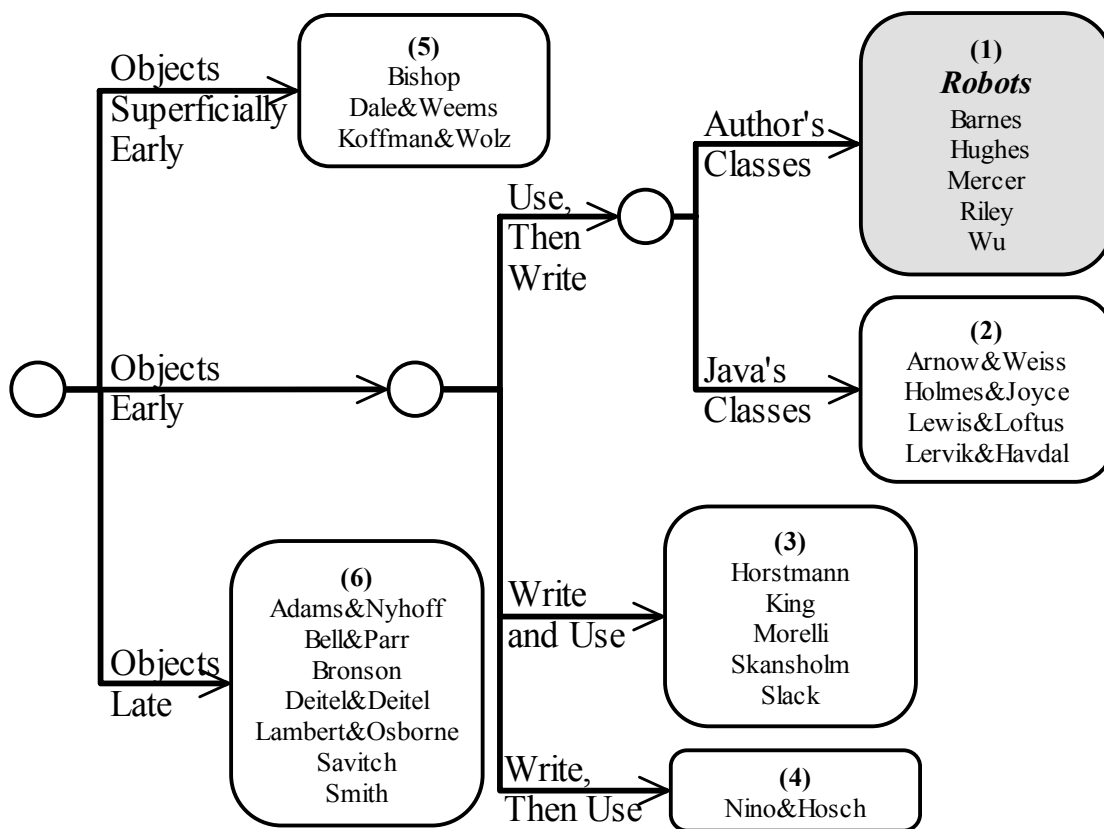 Objects
Superficially
Early
(5)
Bishop
Dale&Weems
Koffman&Wolz
Objects
Early
Use,
Then
Write
Author's
Classes
(1)
Robots
Barnes
Hughes
Mercer
Riley
Wu
Java's
Classes
(2)
Arnow&Weiss
Holmes&Joyce
Lewis&Loftus
Lervik&Havdal
Write
and Use
(3)
Horstmann
King
Morelli
Skansholm
Slack
Write,
Then Use
(4)
Nino&Hosch
Objects
Late
(6)
Adams&Nyhoff
Bell&Parr
Bronson
Deitel&Deitel
Lambert&Osborne
Savitch
Smith